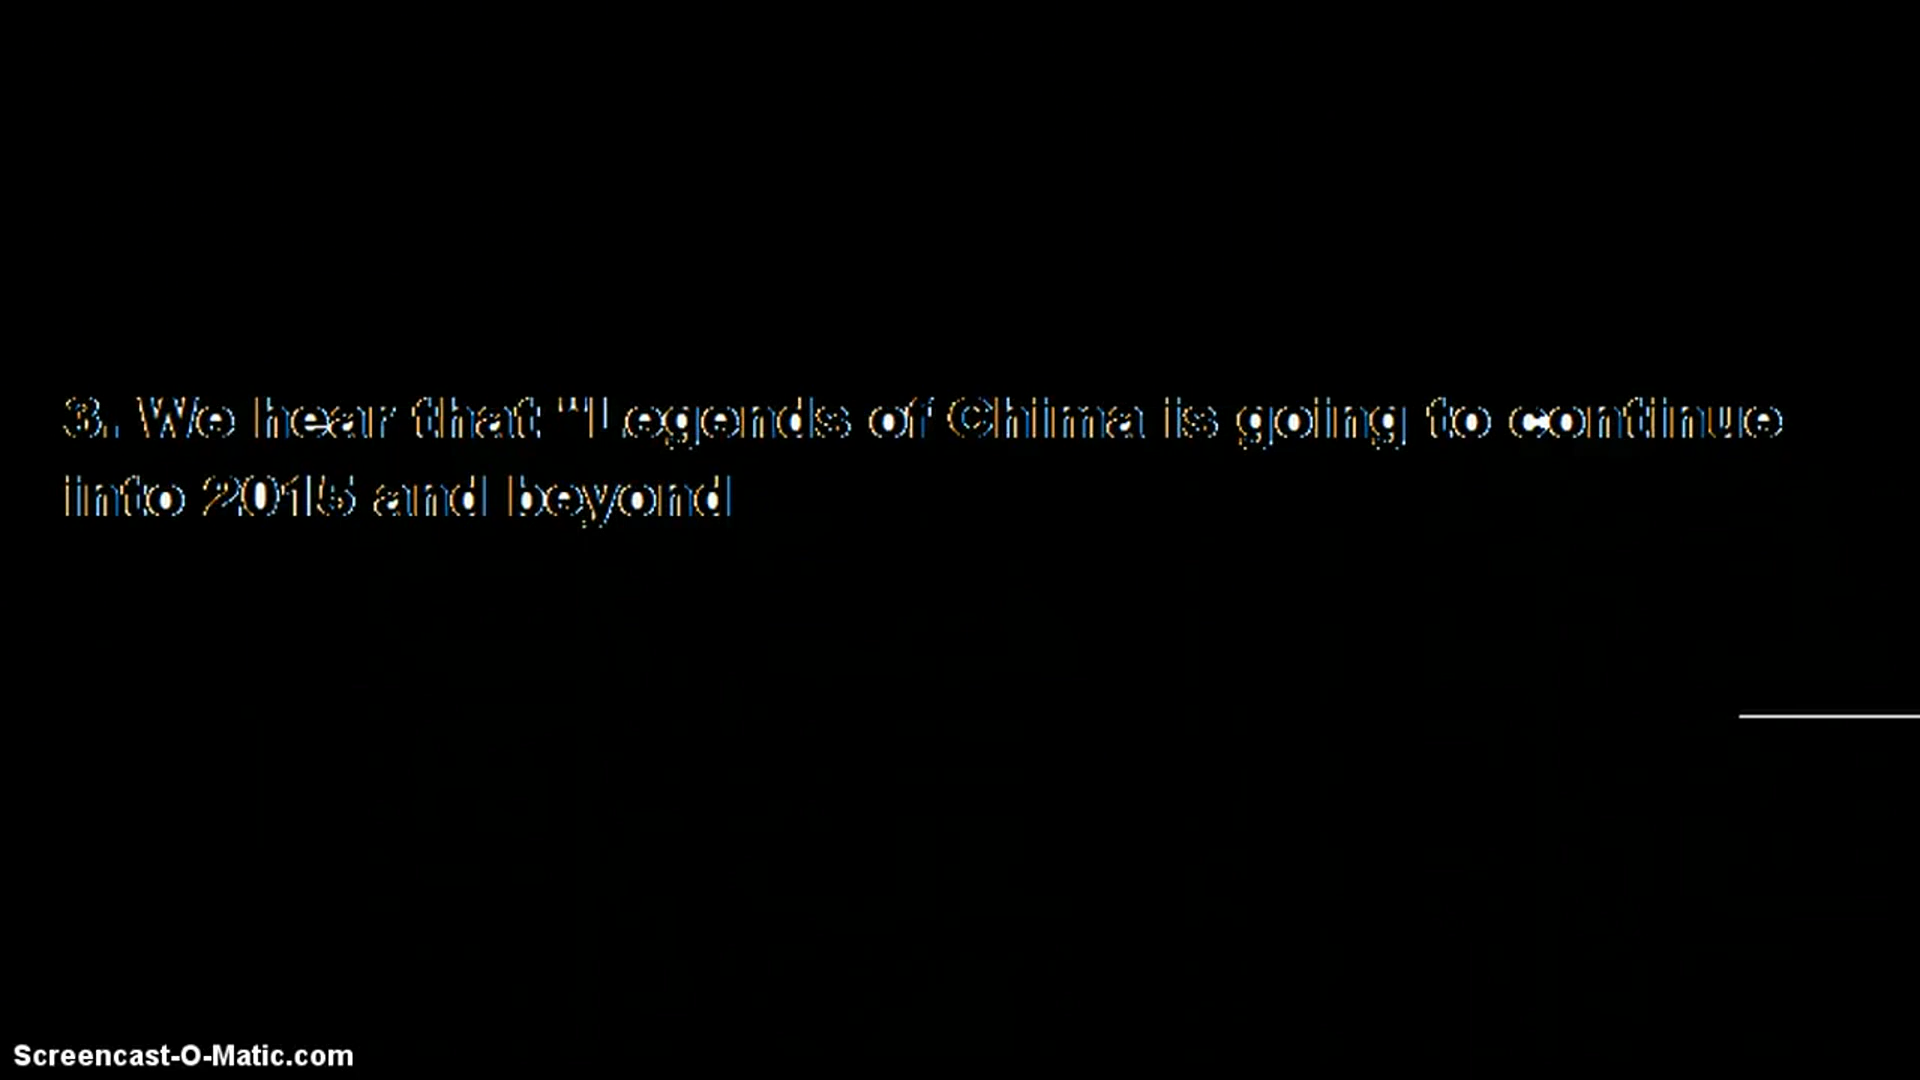 3. We hear that "Legends of Chima is going to continue
into 2015 and beyond
Screencast-O-Matic.com